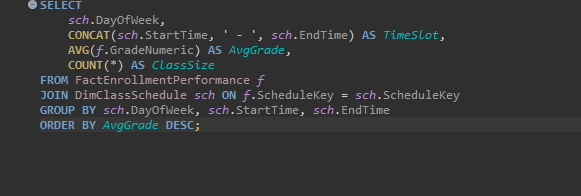 SELECT
sch.DayOfWeek,
CONCAT(sch.StartTime, ' - ', sch.EndTime) AS TimeSlot,
AVG(f.GradeNumeric) AS AvgGrade,
COUNT(*) AS ClassSize
FROM FactEnrollmentPerformance f
JOIN DimClassSchedule sch ON f.ScheduleKey = sch.ScheduleKey
GROUP BY sch.DayOfWeek, sch.StartTime, sch.EndTime
ORDER BY AvgGrade DESC;